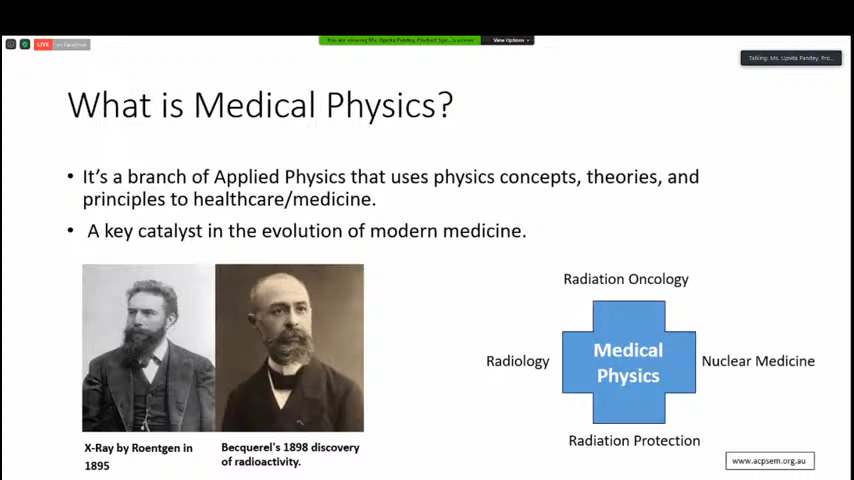 LIVE on Facebook
You are viewing Ms. Upvita Pandey, Product Spe...'s screen View Options
Talking: Ms. Upvita Pandey, Pro...
What is Medical Physics?
• It's a branch of Applied Physics that uses physics concepts, theories, and
principles to healthcare/medicine.
• A key catalyst in the evolution of modern medicine.
Radiation Oncology
Radiology
Medical
Physics
Nuclear Medicine
Radiation Protection
X-Ray by Roentgen in
1895
Becquerel's 1898 discovery
of radioactivity.
www.acpsem.org.au